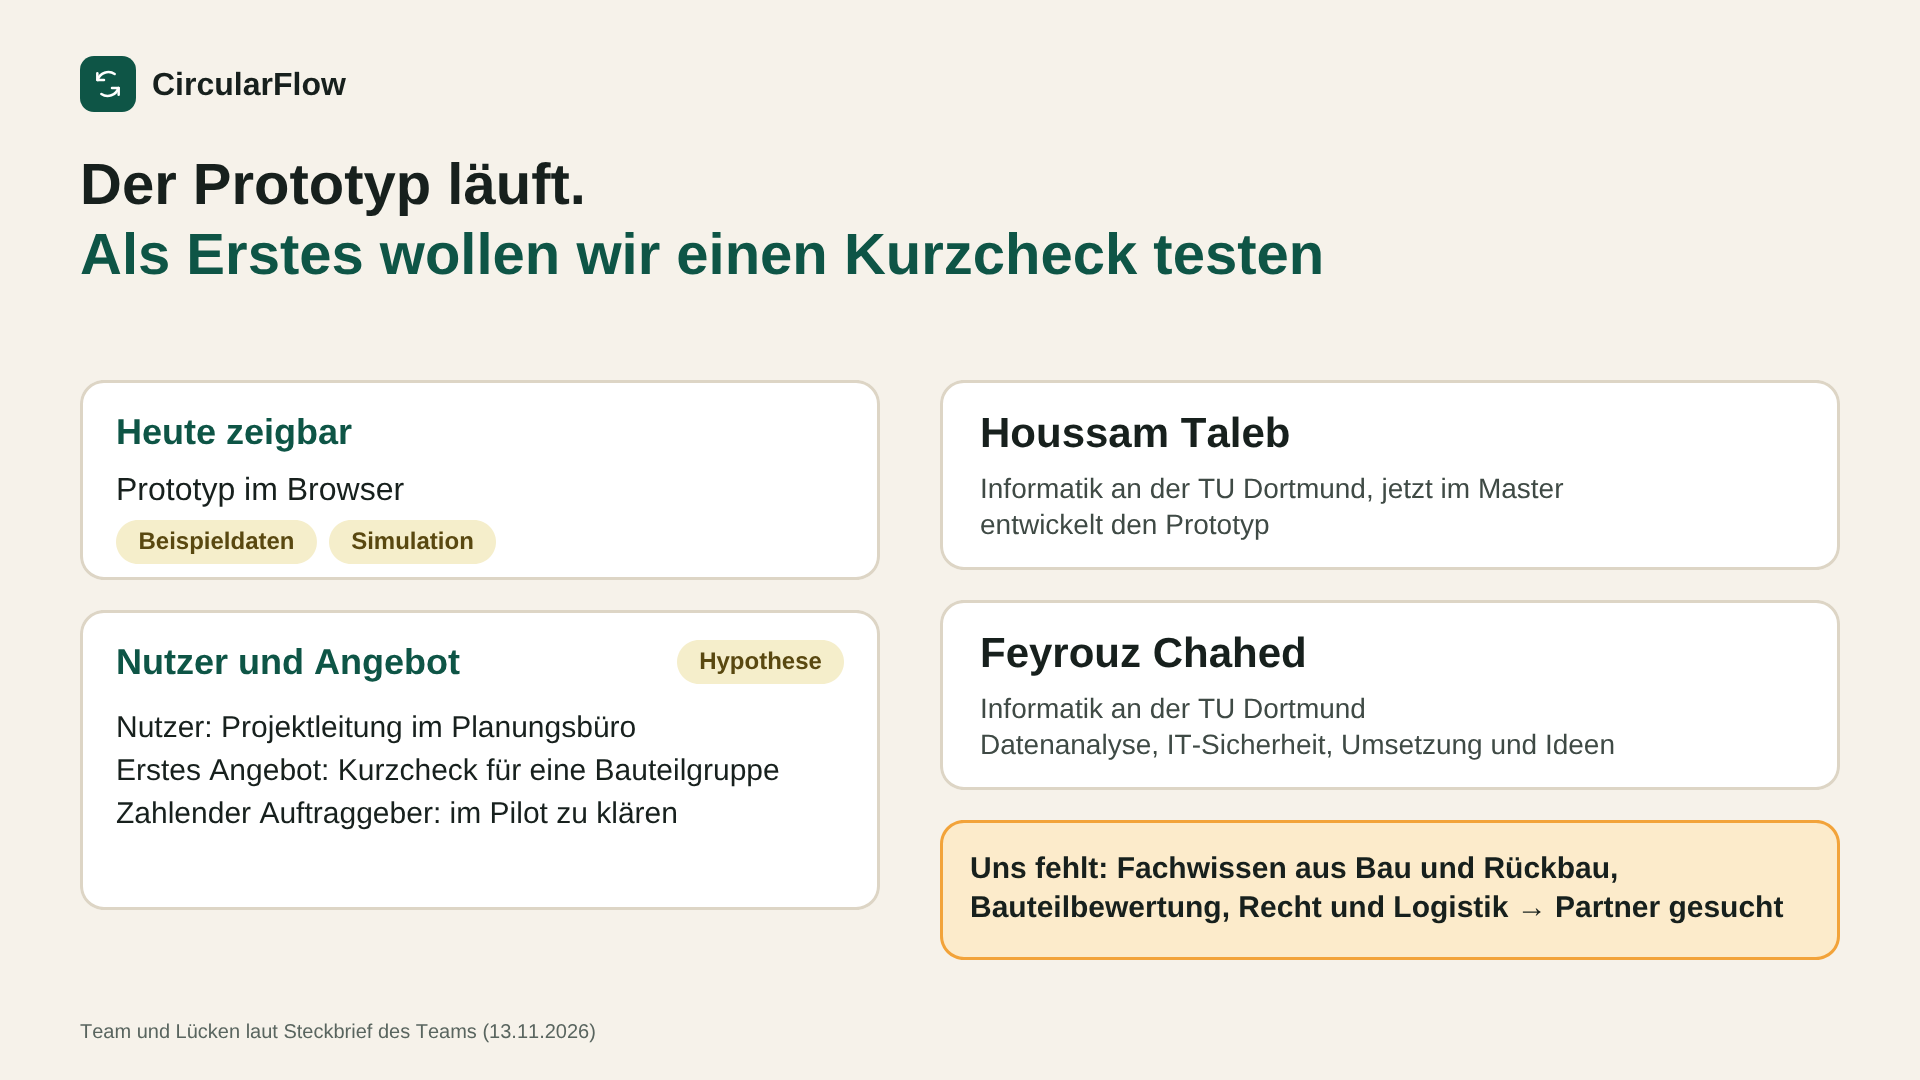 CircularFlow
Der Prototyp läuft.
Als Erstes wollen wir einen Kurzcheck testen
Heute zeigbar
Prototyp im Browser
Beispieldaten
Simulation
Nutzer und Angebot
Hypothese
Nutzer: Projektleitung im Planungsbüro
Erstes Angebot: Kurzcheck für eine Bauteilgruppe
Zahlender Auftraggeber: im Pilot zu klären
Houssam Taleb
Informatik an der TU Dortmund, jetzt im Master
entwickelt den Prototyp
Feyrouz Chahed
Informatik an der TU Dortmund
Datenanalyse, IT-Sicherheit, Umsetzung und Ideen
Uns fehlt: Fachwissen aus Bau und Rückbau,
Bauteilbewertung, Recht und Logistik → Partner gesucht
Team und Lücken laut Steckbrief des Teams (13.11.2026)